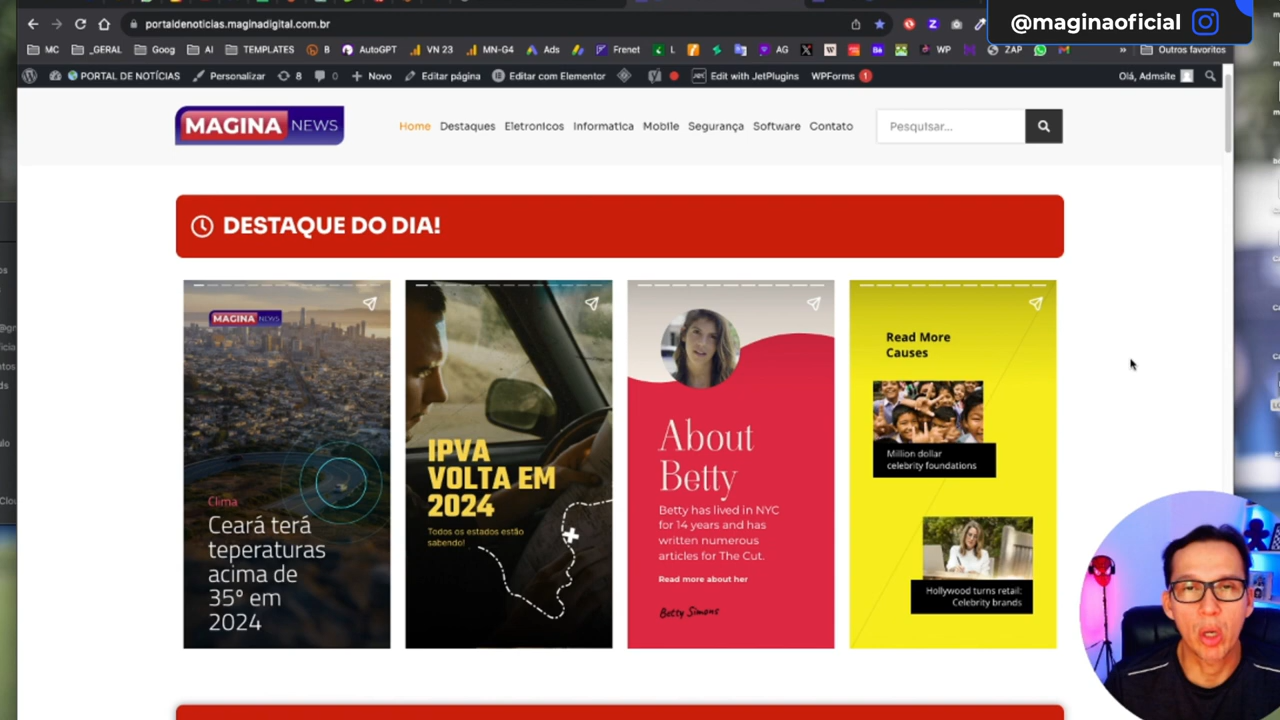 @maginaoficial
portaldenoticias.maginadigital.com.br
MC
_GERAL
Goog
AI
TEMPLATES
B
AutoGPT
VN 23
MN-G4
Ads
Frenet
L
AG
WP
ZAP
»
Outros favoritos
PORTAL DE NOTÍCIAS
Personalizar
8
0
Novo
Editar página
Editar com Elementor
Edit with JetPlugins
WPForms 1
Olá, Admsite
MAGINA NEWS
Home
Destaques
Eletronicos
Informatica
Mobile
Segurança
Software
Contato
Pesquisar...
DESTAQUE DO DIA!
MAGINA NEWS
Clima
Ceará terá
teperaturas
acima de
35º em
2024
IPVA
VOLTA EM
2024
Todos os estados estão
sabendo!
About
Betty
Betty has lived in NYC
for 14 years and has
written numerous
articles for The Cut.
Read more about her
Betty Simons
Read More
Causes
Million dollar
celebrity foundations
Hollywood turns retail:
Celebrity brands